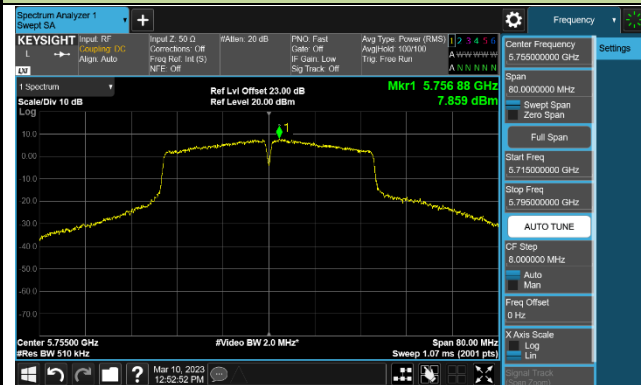 Spectrum Analyzer 1
Swept SA
+
Frequency
KEYSIGHT
L
LXI
Input: RF
Coupling: DC
Align: Auto
Input Z: 50 Ω
Corrections: Off
Freq Ref: Int (S)
NFE: Off
#Atten: 20 dB
PNO: Fast
Gate: Off
IF Gain: Low
Sig Track: Off
Avg Type: Power (RMS)
Avg|Hold: 100/100
Trig: Free Run
1 2 3 4 5 6
A W W W W W
A N N N N N
1 Spectrum
Scale/Div 10 dB
Log
Ref Lvl Offset 23.00 dB
Ref Level 20.00 dBm
Mkr1 5.756 88 GHz
7.859 dBm
1
10.0
0.00
-10.0
-20.0
-30.0
-40.0
-50.0
-60.0
-70.0
Center 5.75500 GHz
#Res BW 510 kHz
#Video BW 2.0 MHz*
Span 80.00 MHz
Sweep 1.07 ms (2001 pts)
Center Frequency
5.755000000 GHz
Settings
Span
80.0000000 MHz
Swept Span
Zero Span
Full Span
Start Freq
5.715000000 GHz
Stop Freq
5.795000000 GHz
AUTO TUNE
CF Step
8.000000 MHz
Auto
Man
Freq Offset
0 Hz
X Axis Scale
Log
Lin
Signal Track
(Span Zoom)
?
Mar 10, 2023
12:52:52 PM